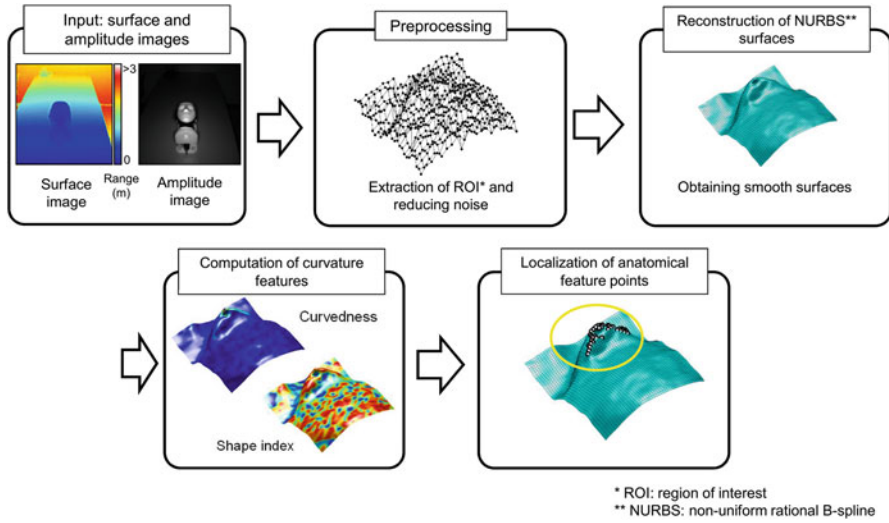 Input: surface and
amplitude images
>3
0
Range
(m)
Surface
image
Amplitude
image
Preprocessing
Extraction of ROI* and
reducing noise
Reconstruction of NURBS**
surfaces
Obtaining smooth surfaces
Computation of curvature
features
Curvedness
Shape index
Localization of anatomical
feature points
* ROI: region of interest
** NURBS: non-uniform rational B-spline